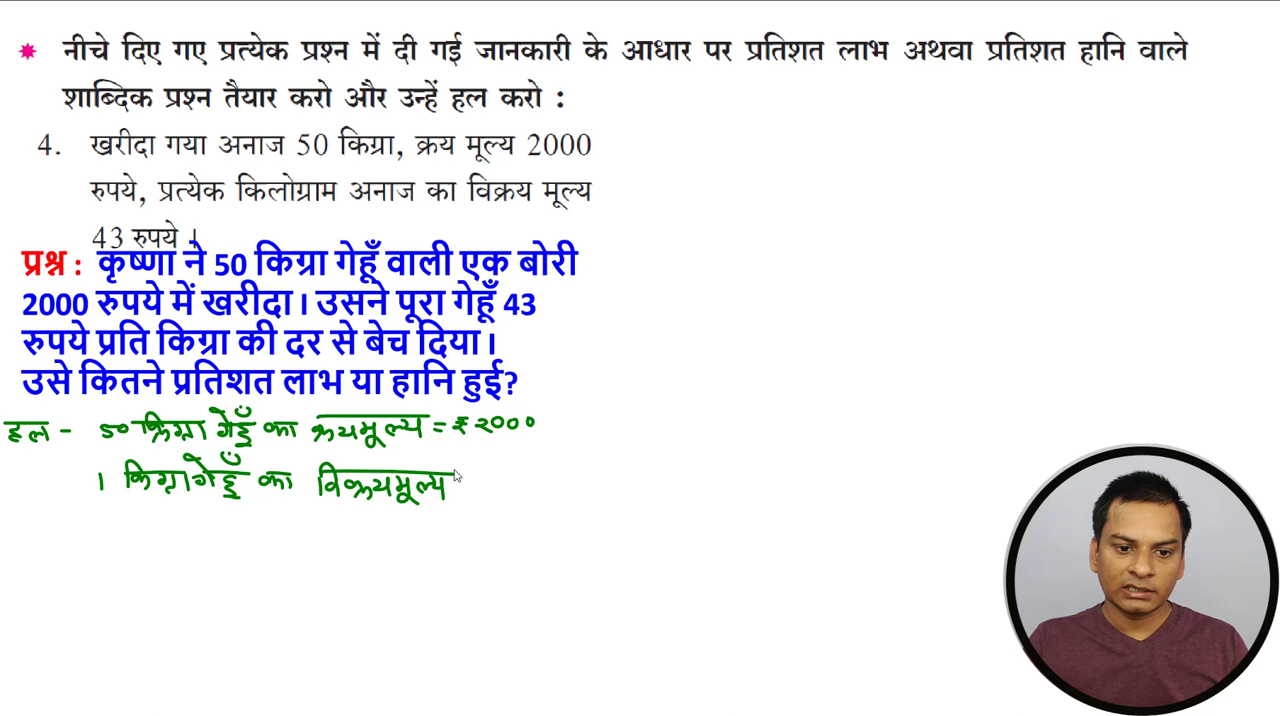 * नीचे दिए गए प्रत्येक प्रश्न में दी गई जानकारी के आधार पर प्रतिशत लाभ अथवा प्रतिशत हानि वाले
शाब्दिक प्रश्न तैयार करो और उन्हें हल करो :
4. खरीदा गया अनाज 50 किग्रा, क्रय मूल्य 2000
रुपये, प्रत्येक किलोग्राम अनाज का विक्रय मूल्य
43 रुपये ।
प्रश्न : कृष्णा ने 50 किग्रा गेहूँ वाली एक बोरी
2000 रुपये में खरीदा । उसने पूरा गेहूँ 43
रुपये प्रति किग्रा की दर से बेच दिया ।
उसे कितने प्रतिशत लाभ या हानि हुई?
हल - 50 किग्रा गेहूँ का क्रयमूल्य = ₹ २०००
1 किग्रा गेहूँ का विक्रयमूल्य